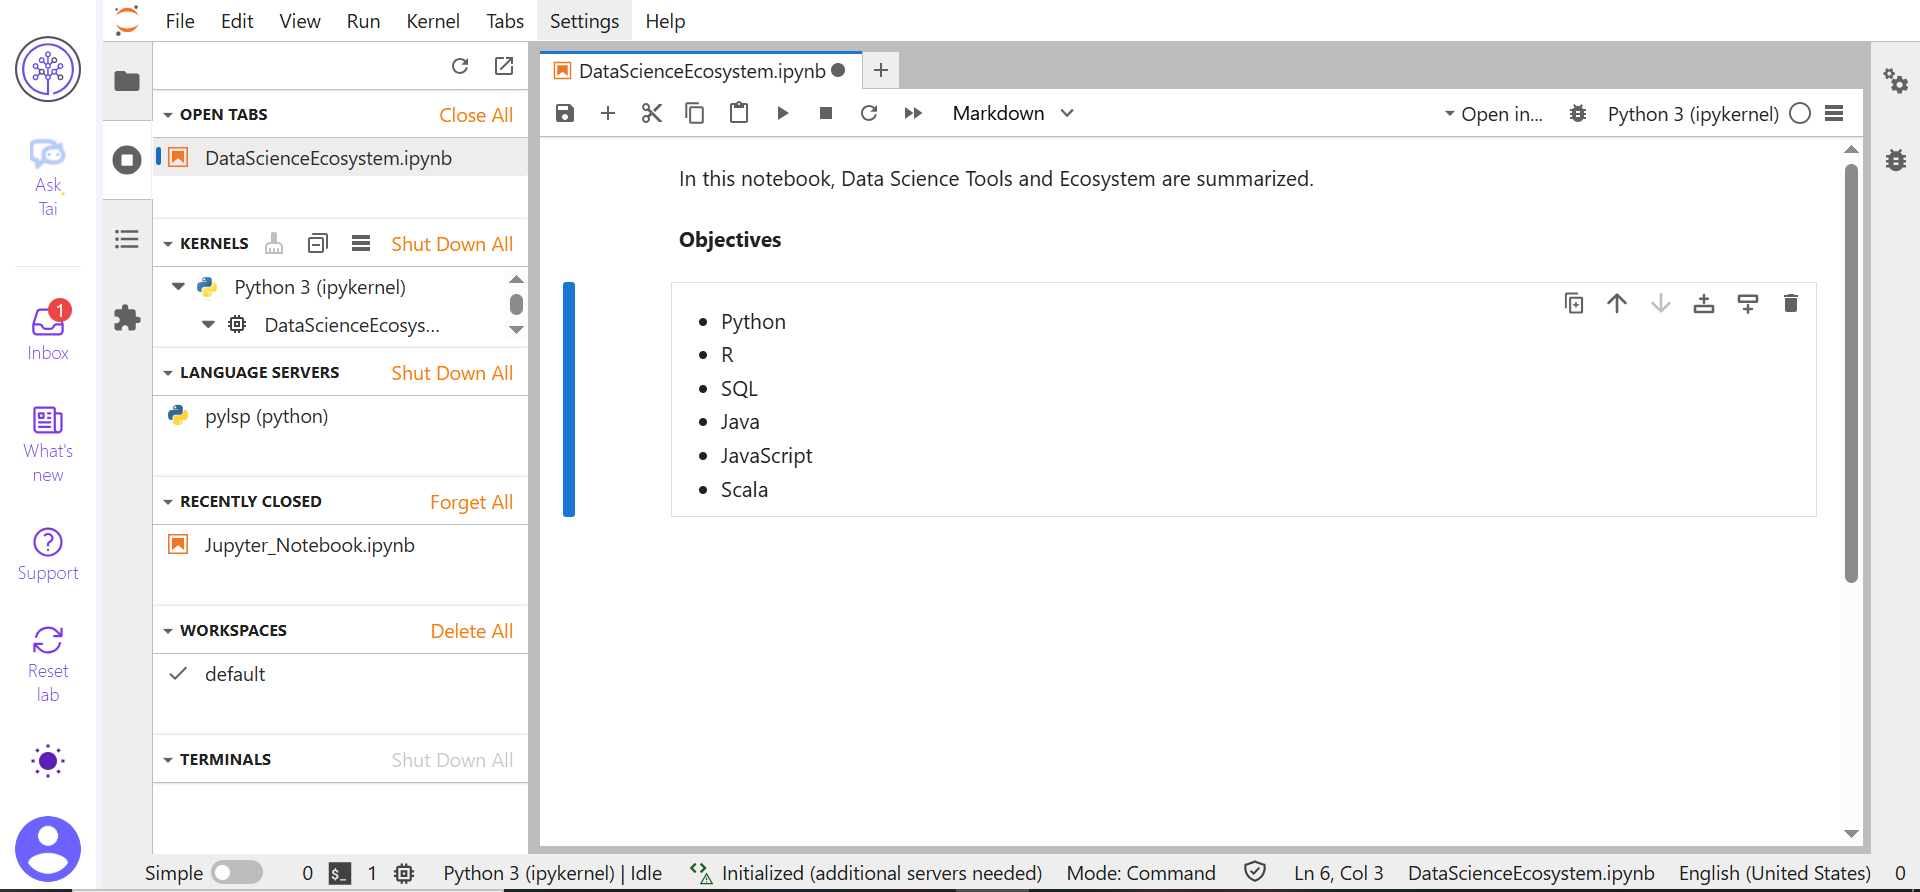 File Edit View Run Kernel Tabs Settings Help
Ask
Tai
1
Inbox
What's
new
Support
Reset
lab
OPEN TABS Close All
DataScienceEcosystem.ipynb
KERNELS Shut Down All
Python 3 (ipykernel)
DataScienceEcosys...
LANGUAGE SERVERS Shut Down All
pylsp (python)
RECENTLY CLOSED Forget All
Jupyter_Notebook.ipynb
WORKSPACES Delete All
default
TERMINALS Shut Down All
DataScienceEcosystem.ipynb
Markdown
Open in...
Python 3 (ipykernel)
In this notebook, Data Science Tools and Ecosystem are summarized.
Objectives
Python
R
SQL
Java
JavaScript
Scala
Simple 0 $_ 1 Python 3 (ipykernel) | Idle Initialized (additional servers needed) Mode: Command Ln 6, Col 3 DataScienceEcosystem.ipynb English (United States) 0